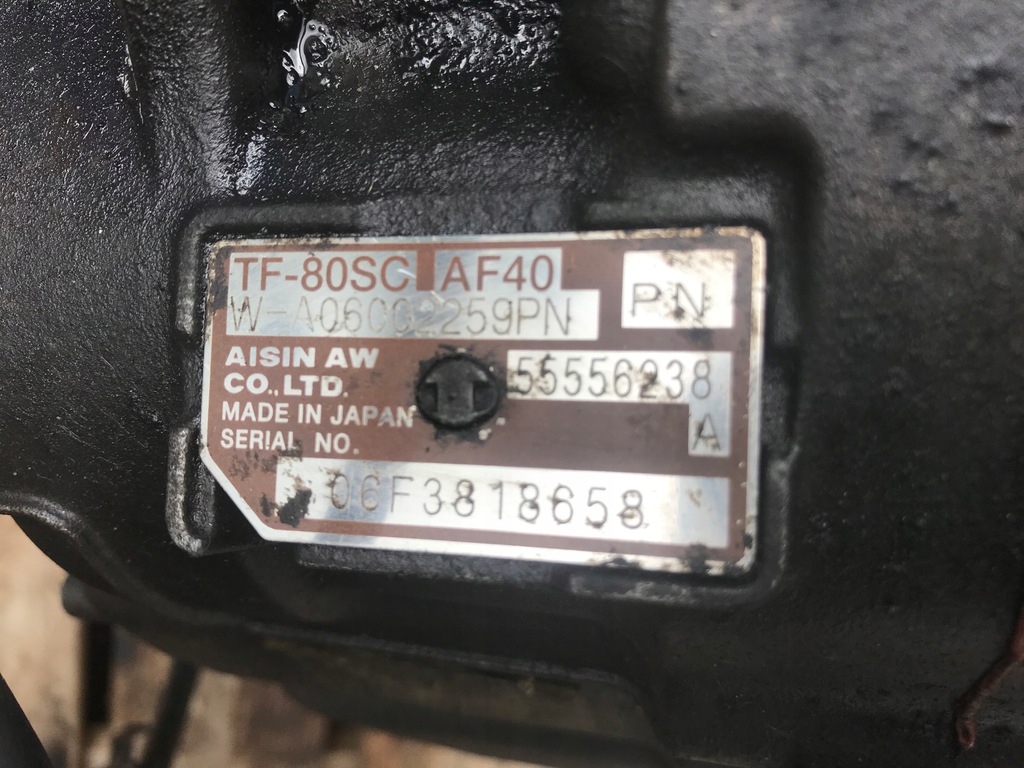 TF-80SC AF40
W-A06002259PN
PN
AISIN AW
CO.,LTD.
55556238
MADE IN JAPAN
A
SERIAL NO.
06F3818658